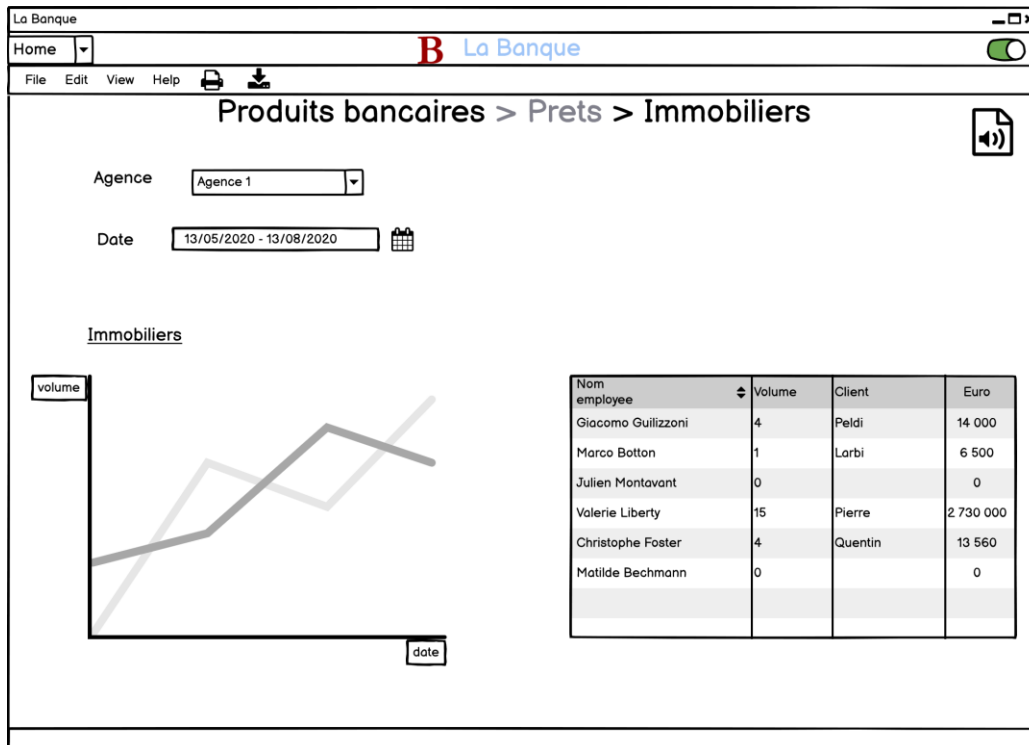 La Banque
Home
B La Banque
File Edit View Help
Produits bancaires > Prets > Immobiliers
Agence Agence 1
Date 13/05/2020 - 13/08/2020
Immobiliers
volume
date
Nom
employee Volume Client Euro
Giacomo Guilizzoni 4 Peldi 14 000
Marco Botton 1 Larbi 6 500
Julien Montavant 0 0
Valerie Liberty 15 Pierre 2 730 000
Christophe Foster 4 Quentin 13 560
Matilde Bechmann 0 0